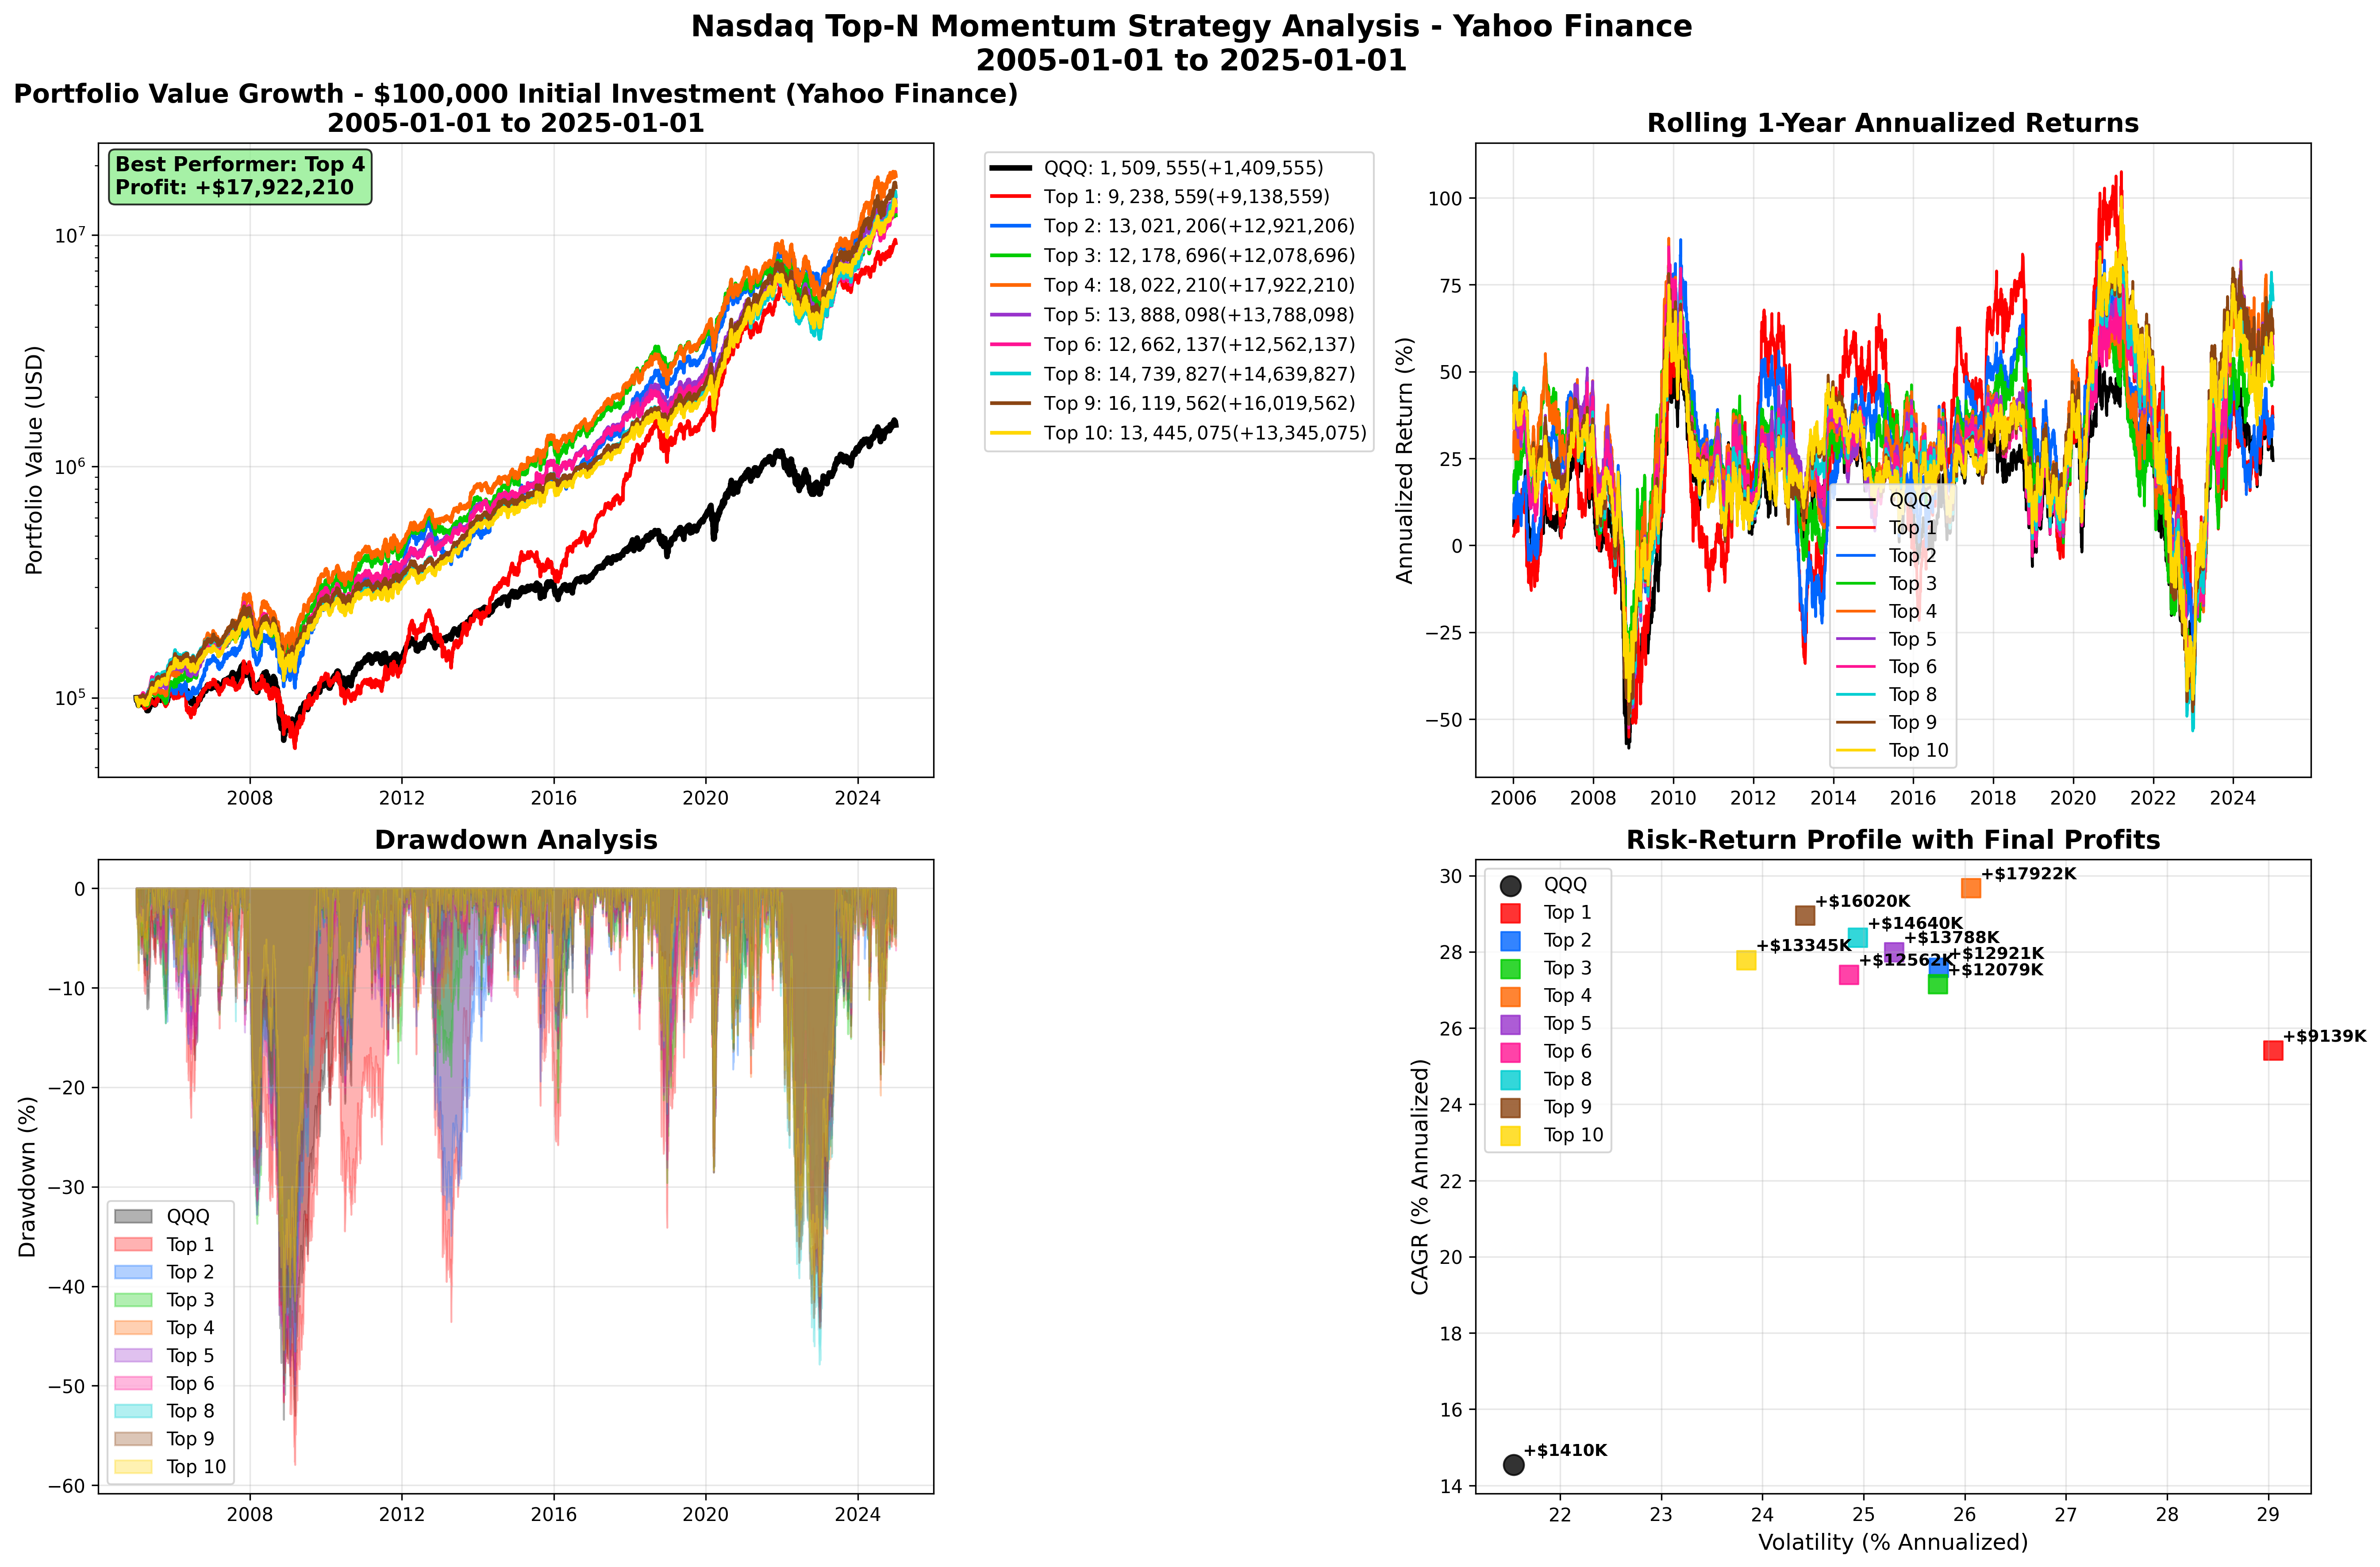 Nasdaq Top-N Momentum Strategy Analysis - Yahoo Finance
2005-01-01 to 2025-01-01
Portfolio Value Growth - $100,000 Initial Investment (Yahoo Finance)
2005-01-01 to 2025-01-01
Best Performer: Top 4
Profit: +$17,922,210
Portfolio Value (USD)
10^7
10^6
10^5
2008 2012 2016 2020 2024
QQQ: 1, 509, 555(+1,409,555)
Top 1: 9, 238, 559(+9,138,559)
Top 2: 13, 021, 206(+12,921,206)
Top 3: 12, 178, 696(+12,078,696)
Top 4: 18, 022, 210(+17,922,210)
Top 5: 13, 888, 098(+13,788,098)
Top 6: 12, 662, 137(+12,562,137)
Top 8: 14, 739, 827(+14,639,827)
Top 9: 16, 119, 562(+16,019,562)
Top 10: 13, 445, 075(+13,345,075)
Rolling 1-Year Annualized Returns
Annualized Return (%)
100
75
50
25
0
−25
−50
QQQ
Top 1
Top 2
Top 3
Top 4
Top 5
Top 6
Top 8
Top 9
Top 10
2006 2008 2010 2012 2014 2016 2018 2020 2022 2024
Drawdown Analysis
Drawdown (%)
0
−10
−20
−30
−40
−50
−60
QQQ
Top 1
Top 2
Top 3
Top 4
Top 5
Top 6
Top 8
Top 9
Top 10
2008 2012 2016 2020 2024
Risk-Return Profile with Final Profits
CAGR (% Annualized)
30
28
26
24
22
20
18
16
14
QQQ
Top 1
Top 2
Top 3
Top 4
Top 5
Top 6
Top 8
Top 9
Top 10
+$17922K
+$16020K
+$14640K
+$13788K
+$13345K
+$12921K
+$12562K
+$12079K
+$9139K
+$1410K
22 23 24 25 26 27 28 29
Volatility (% Annualized)